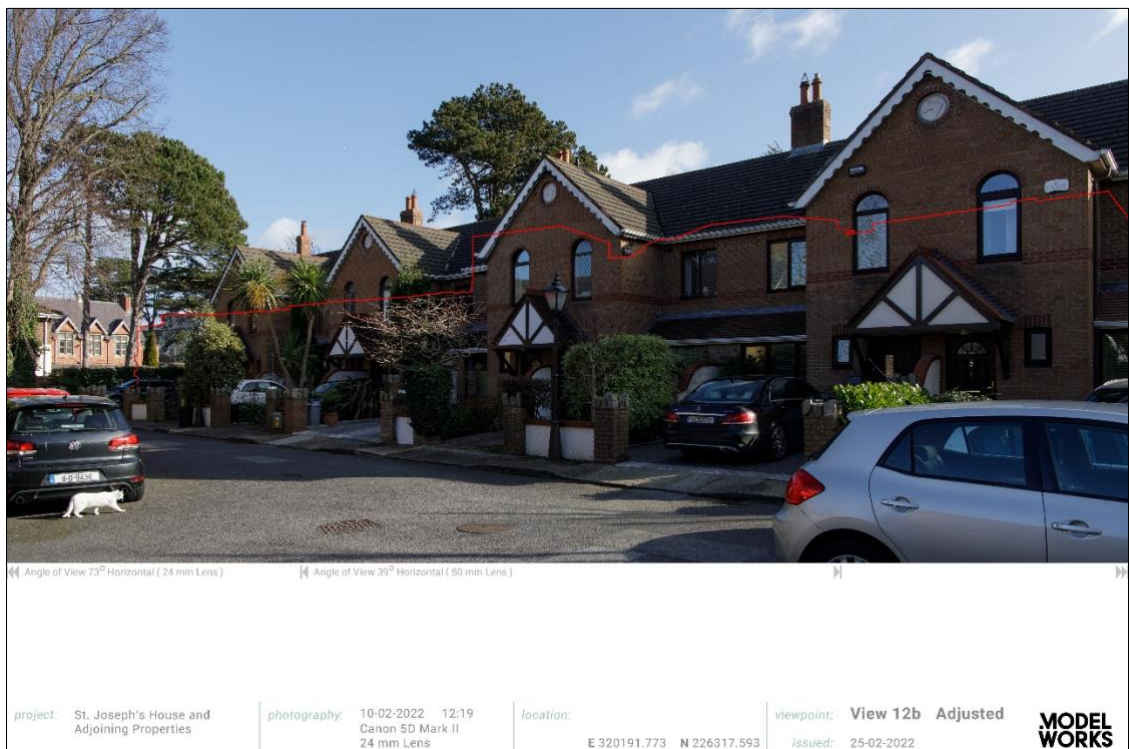 Angle of View 73⁰ Horizontal ( 24 mm Lens )
Angle of View 39⁰ Horizontal ( 50 mm Lens )
project: St. Joseph's House and
Adjoining Properties
photography: 10-02-2022 12:19
Canon 5D Mark II
24 mm Lens
location:
E 320191.773 N 226317.593
viewpoint: View 12b Adjusted
issued: 25-02-2022
MODEL
WORKS